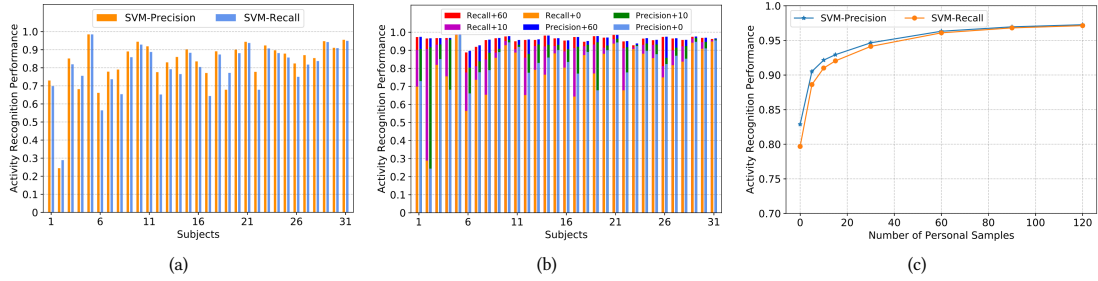 SVM-Precision SVM-Recall
Activity Recognition Performance
1.0
0.9
0.8
0.7
0.6
0.5
0.4
0.3
0.2
0.1
0
1 6 11 16 21 26 31
Subjects
(a)
Recall+60 Recall+0 Precision+10
Recall+10 Precision+60 Precision+0
Activity Recognition Performance
1.0
0.9
0.8
0.7
0.6
0.5
0.4
0.3
0.2
0.1
0
1 6 11 16 21 26 31
Subjects
(b)
SVM-Precision SVM-Recall
Activity Recognition Performance
1.00
0.95
0.90
0.85
0.80
0.75
0.70
0 20 40 60 80 100 120
Number of Personal Samples
(c)